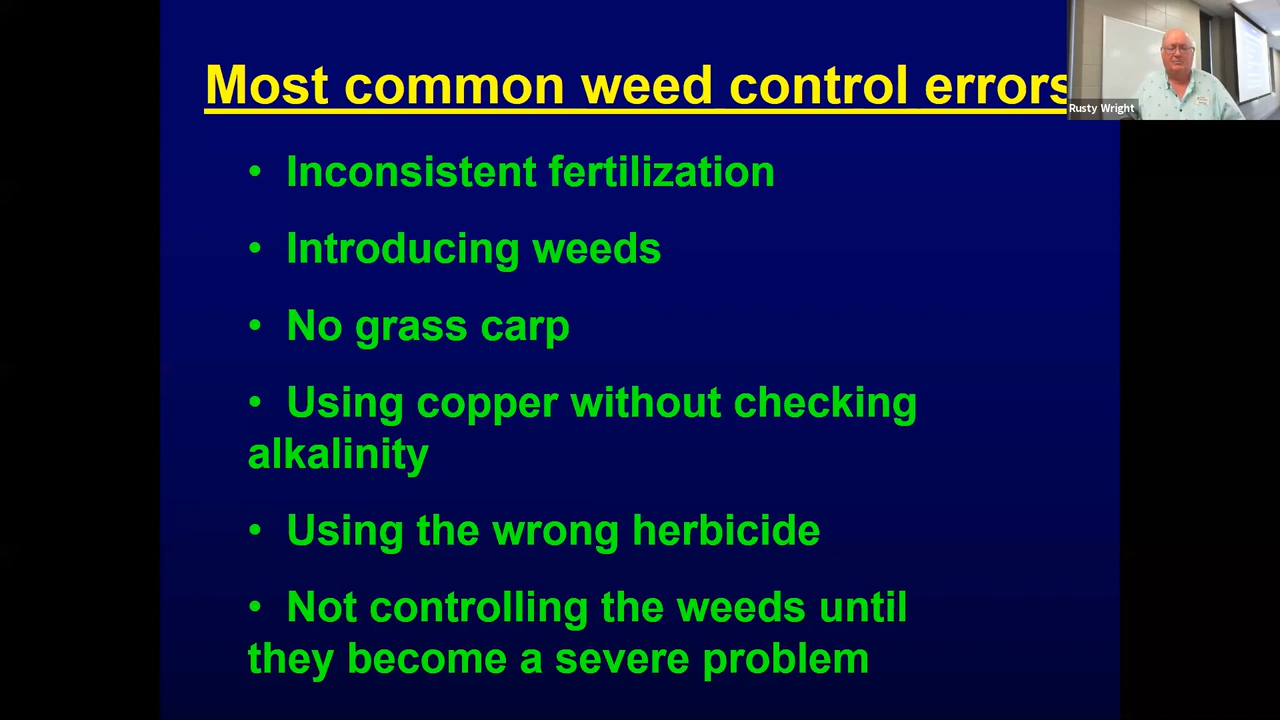 Most common weed control errors
Rusty Wright
• Inconsistent fertilization
• Introducing weeds
• No grass carp
• Using copper without checking
alkalinity
• Using the wrong herbicide
• Not controlling the weeds until
they become a severe problem